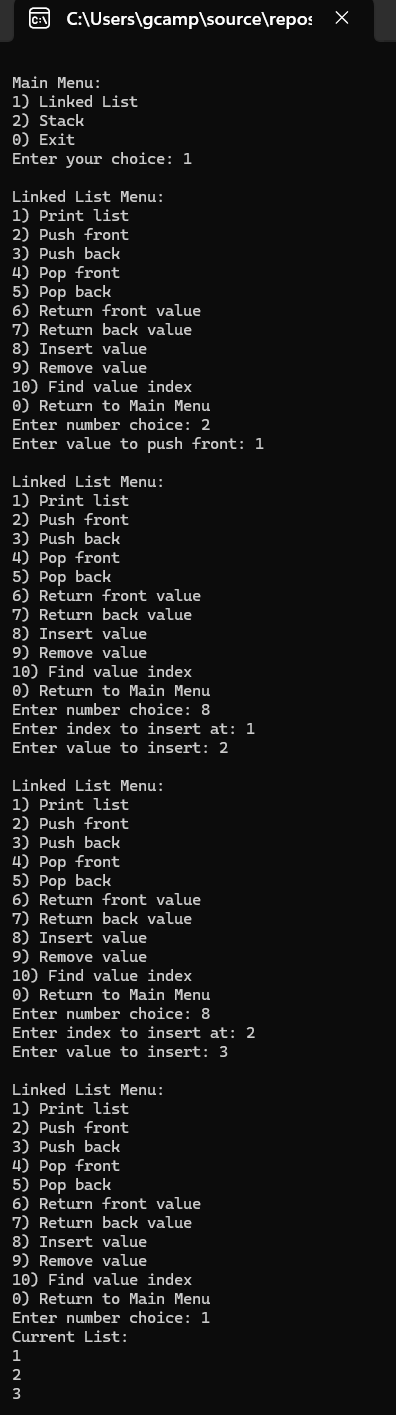 C:\Users\gcamp\source\repos
Main Menu:
1) Linked List
2) Stack
0) Exit
Enter your choice: 1
Linked List Menu:
1) Print list
2) Push front
3) Push back
4) Pop front
5) Pop back
6) Return front value
7) Return back value
8) Insert value
9) Remove value
10) Find value index
0) Return to Main Menu
Enter number choice: 2
Enter value to push front: 1
Linked List Menu:
1) Print list
2) Push front
3) Push back
4) Pop front
5) Pop back
6) Return front value
7) Return back value
8) Insert value
9) Remove value
10) Find value index
0) Return to Main Menu
Enter number choice: 8
Enter index to insert at: 1
Enter value to insert: 2
Linked List Menu:
1) Print list
2) Push front
3) Push back
4) Pop front
5) Pop back
6) Return front value
7) Return back value
8) Insert value
9) Remove value
10) Find value index
0) Return to Main Menu
Enter number choice: 8
Enter index to insert at: 2
Enter value to insert: 3
Linked List Menu:
1) Print list
2) Push front
3) Push back
4) Pop front
5) Pop back
6) Return front value
7) Return back value
8) Insert value
9) Remove value
10) Find value index
0) Return to Main Menu
Enter number choice: 1
Current List:
1
2
3